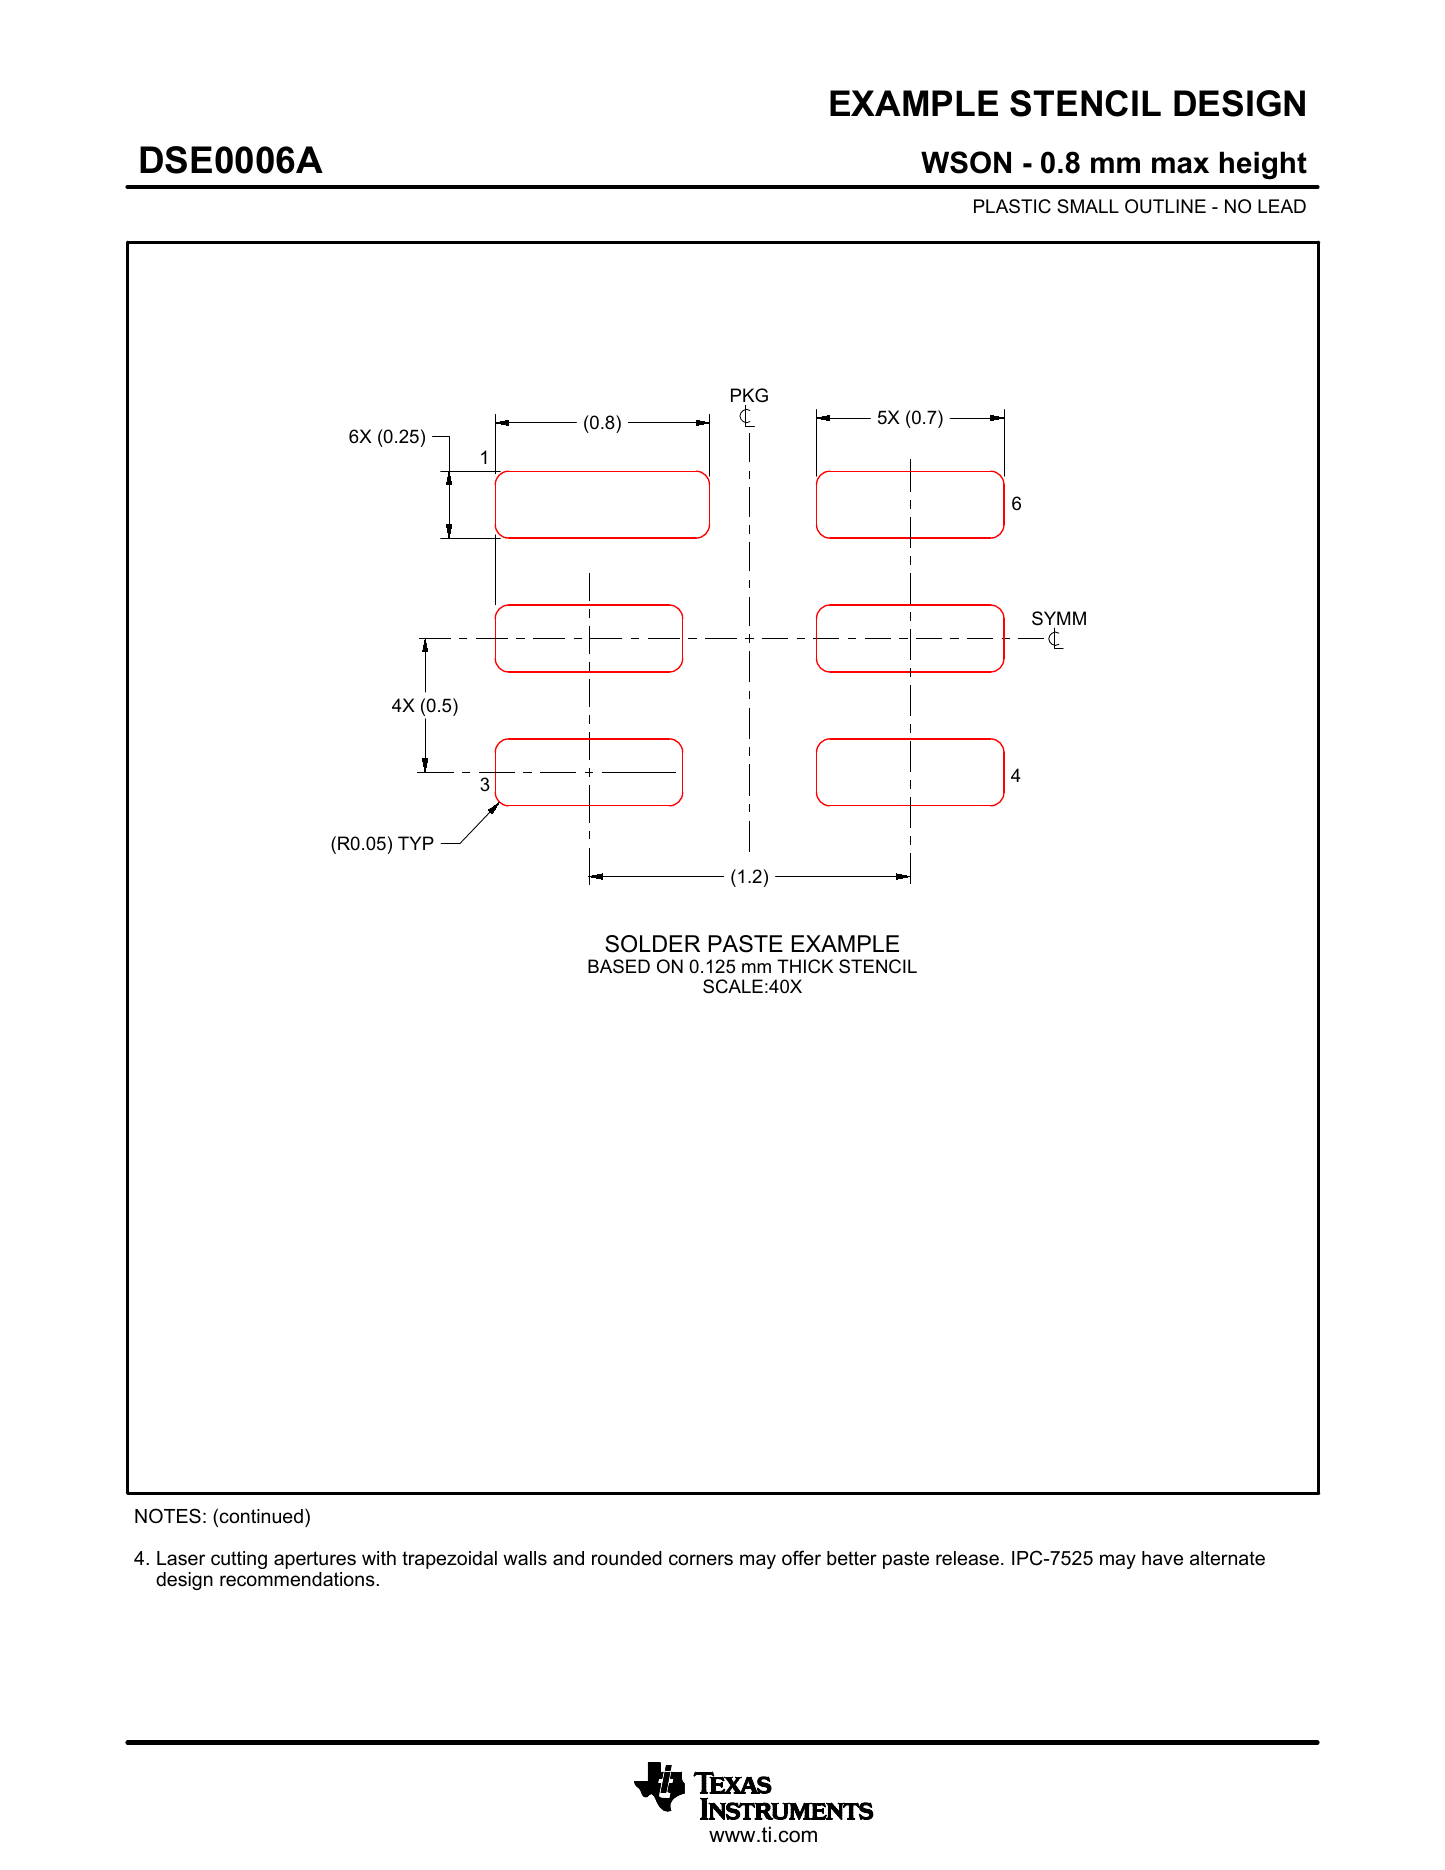 EXAMPLE STENCIL DESIGN
DSE0006A
WSON - 0.8 mm max height
PLASTIC SMALL OUTLINE - NO LEAD
PKG
℄
(0.8)
5X (0.7)
6X (0.25)
1
6
SYMM
℄
4X (0.5)
3
4
(R0.05) TYP
(1.2)
SOLDER PASTE EXAMPLE
BASED ON 0.125 mm THICK STENCIL
SCALE:40X
NOTES: (continued)
4. Laser cutting apertures with trapezoidal walls and rounded corners may offer better paste release. IPC-7525 may have alternate
design recommendations.
TEXAS
INSTRUMENTS
www.ti.com